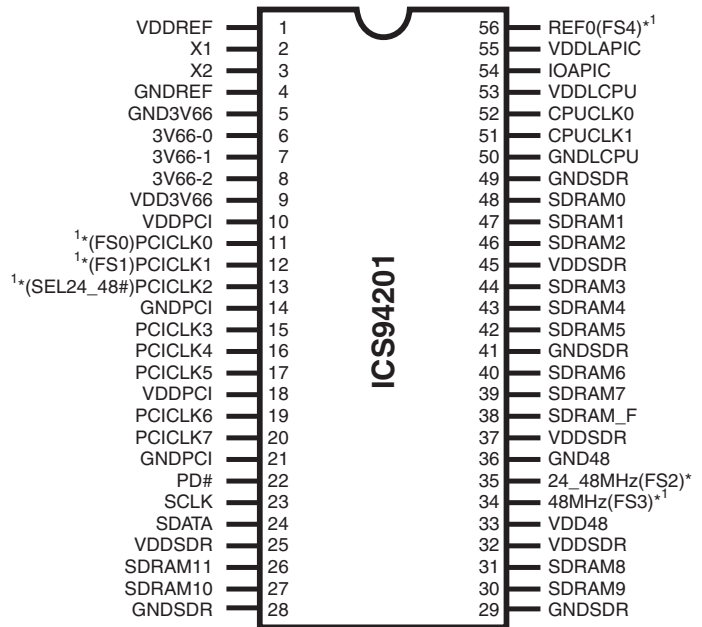 VDDREF 1 56 REF0(FS4)*1
X1 2 55 VDDLAPIC
X2 3 54 IOAPIC
GNDREF 4 53 VDDLCPU
GND3V66 5 52 CPUCLK0
3V66-0 6 51 CPUCLK1
3V66-1 7 50 GNDLCPU
3V66-2 8 49 GNDSDR
VDD3V66 9 48 SDRAM0
VDDPCI 10 47 SDRAM1
1*(FS0)PCICLK0 11 46 SDRAM2
1*(FS1)PCICLK1 12 45 VDDSDR
1*(SEL24_48#)PCICLK2 13 44 SDRAM3
GNDPCI 14 43 SDRAM4
PCICLK3 15 42 SDRAM5
PCICLK4 16 41 GNDSDR
PCICLK5 17 40 SDRAM6
VDDPCI 18 39 SDRAM7
PCICLK6 19 38 SDRAM_F
PCICLK7 20 37 VDDSDR
GNDPCI 21 36 GND48
PD# 22 35 24_48MHz(FS2)*
SCLK 23 34 48MHz(FS3)*1
SDATA 24 33 VDD48
VDDSDR 25 32 VDDSDR
SDRAM11 26 31 SDRAM8
SDRAM10 27 30 SDRAM9
GNDSDR 28 29 GNDSDR
ICS94201